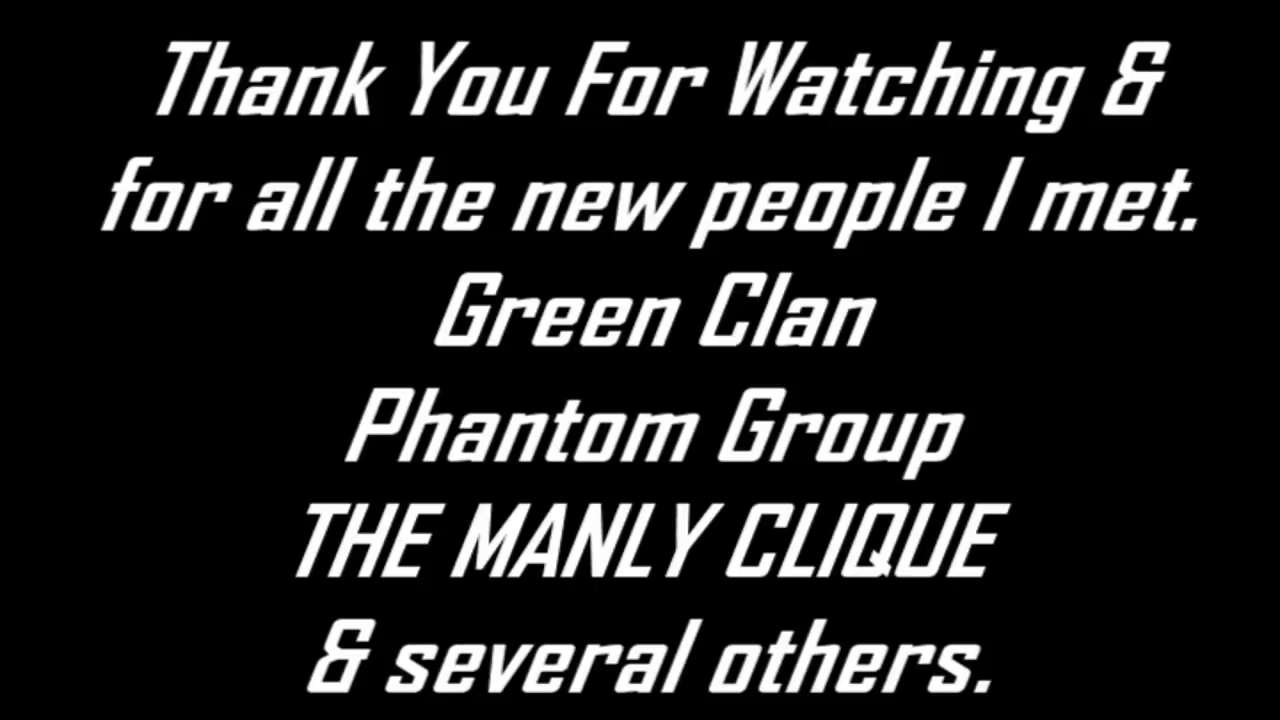 Thank You For Watching &
for all the new people I met.
Green Clan
Phantom Group
THE MANLY CLIQUE
& several others.